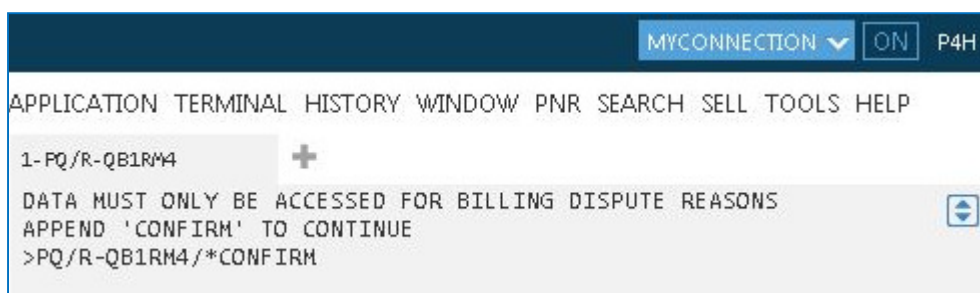 MYCONNECTION ON P4H
APPLICATION TERMINAL HISTORY WINDOW PNR SEARCH SELL TOOLS HELP
1-PQ/R-QB1RM4
DATA MUST ONLY BE ACCESSED FOR BILLING DISPUTE REASONS
APPEND 'CONFIRM' TO CONTINUE
>PQ/R-QB1RM4/*CONFIRM